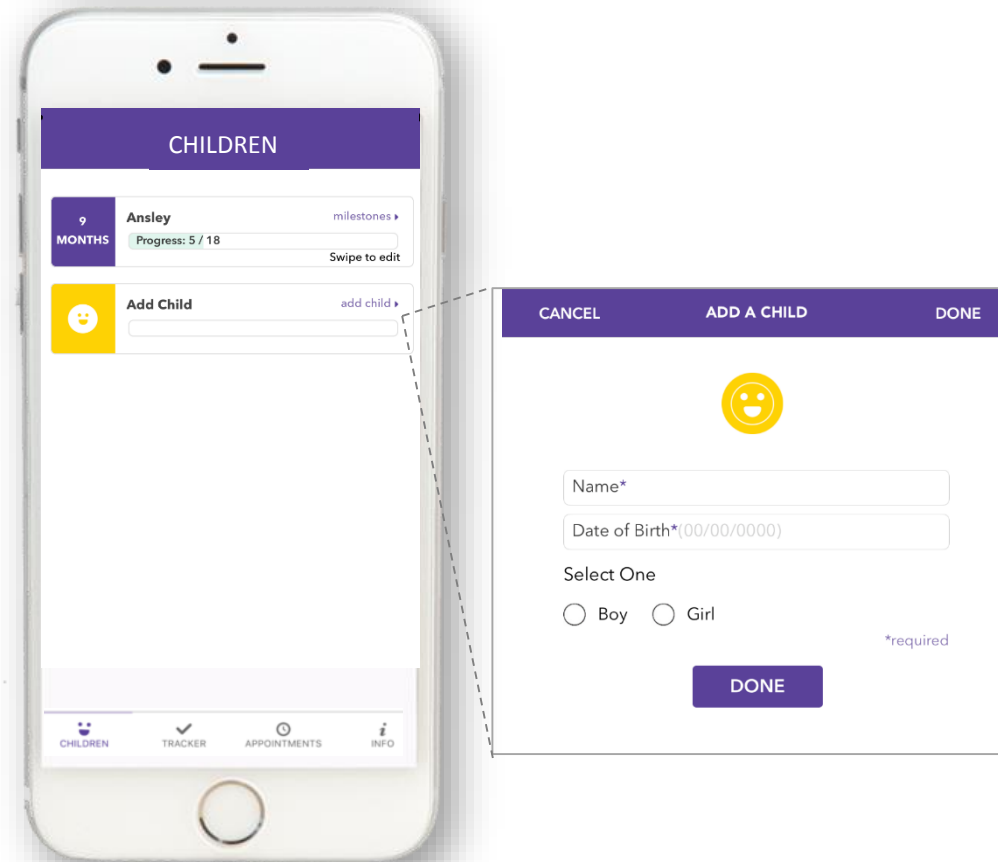 CHILDREN
9
MONTHS
Ansley
milestones
Progress: 5 / 18
Swipe to edit
Add Child
add child
CHILDREN
TRACKER
APPOINTMENTS
i
INFO
CANCEL
ADD A CHILD
DONE
Name*
Date of Birth*(00/00/0000)
Select One
Boy
Girl
*required
DONE